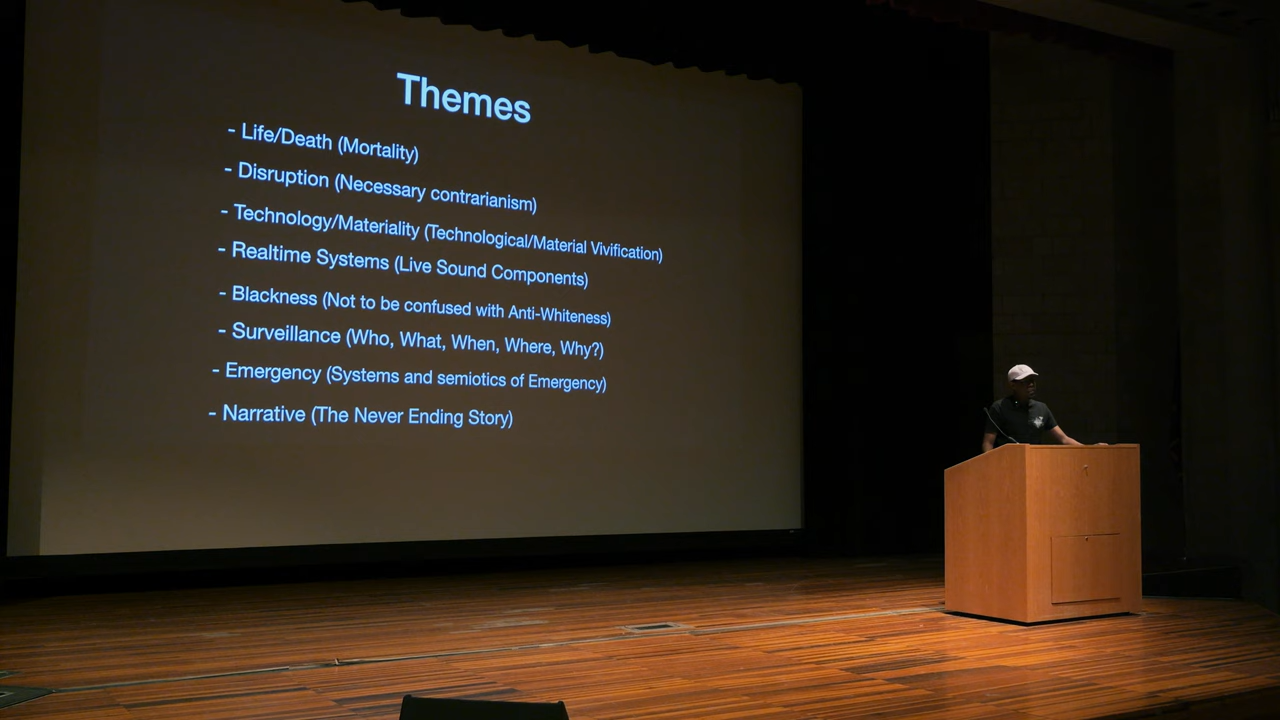 Themes
- Life/Death (Mortality)
- Disruption (Necessary contrarianism)
- Technology/Materiality (Technological/Material Vivification)
- Realtime Systems (Live Sound Components)
- Blackness (Not to be confused with Anti-Whiteness)
- Surveillance (Who, What, When, Where, Why?)
- Emergency (Systems and semiotics of Emergency)
- Narrative (The Never Ending Story)